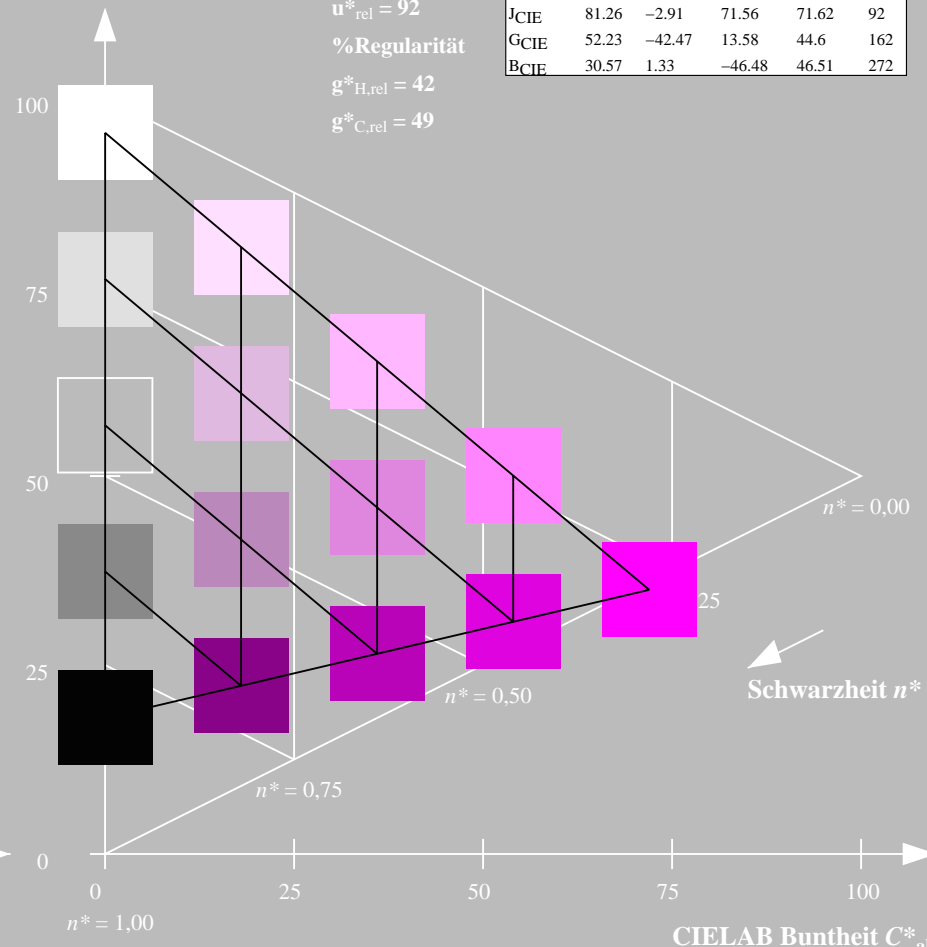 u*rel = 92
%Regularität
g*H,rel = 42
g*C,rel = 49
JCIE 81.26 −2.91 71.56 71.62 92
GCIE 52.23 −42.47 13.58 44.6 162
BCIE 30.57 1.33 −46.48 46.51 272
100
75
50
n* = 0,00
25
25
Schwarzheit n*
n* = 0,50
n* = 0,75
0
0 25 50 75 100
n* = 1,00
CIELAB Buntheit C*a